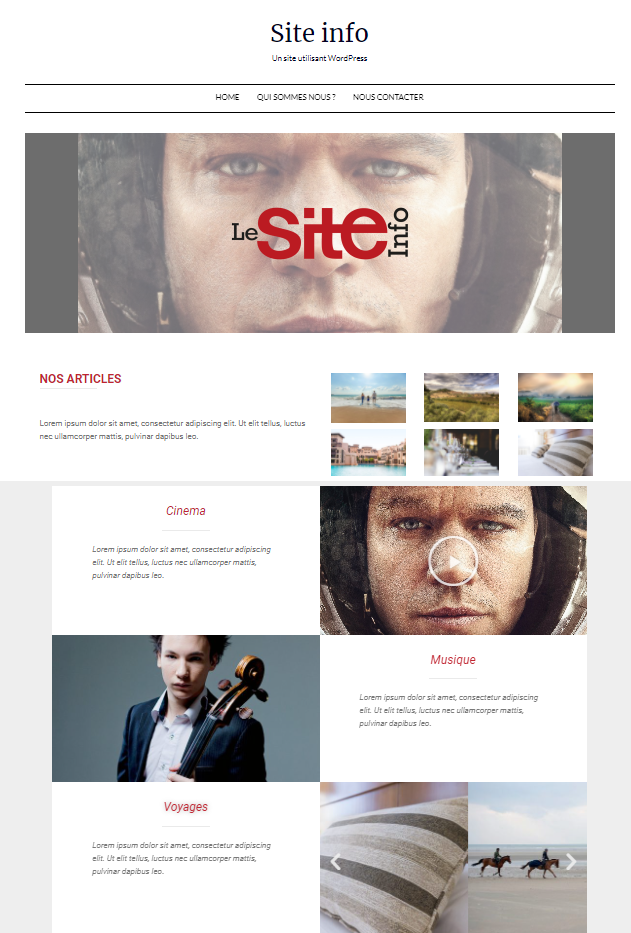 Site info
Un site utilisant WordPress
HOME QUI SOMMES NOUS ? NOUS CONTACTER
Le Site Info
NOS ARTICLES
Lorem ipsum dolor sit amet, consectetur adipiscing elit. Ut elit tellus, luctus
nec ullamcorper mattis, pulvinar dapibus leo.
Cinema
Lorem ipsum dolor sit amet, consectetur adipiscing
elit. Ut elit tellus, luctus nec ullamcorper mattis,
pulvinar dapibus leo.
Musique
Lorem ipsum dolor sit amet, consectetur adipiscing
elit. Ut elit tellus, luctus nec ullamcorper mattis,
pulvinar dapibus leo.
Voyages
Lorem ipsum dolor sit amet, consectetur adipiscing
elit. Ut elit tellus, luctus nec ullamcorper mattis,
pulvinar dapibus leo.